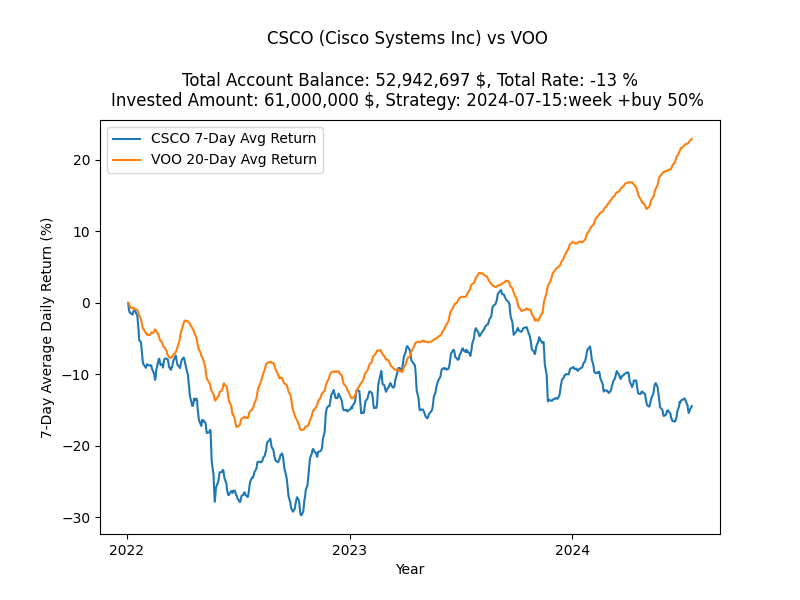 CSCO (Cisco Systems Inc) vs VOO
Total Account Balance: 52,942,697 $, Total Rate: -13 %
Invested Amount: 61,000,000 $, Strategy: 2024-07-15:week +buy 50%
CSCO 7-Day Avg Return
VOO 20-Day Avg Return
7-Day Average Daily Return (%)
20
10
0
−10
−20
−30
2022
2023
2024
Year